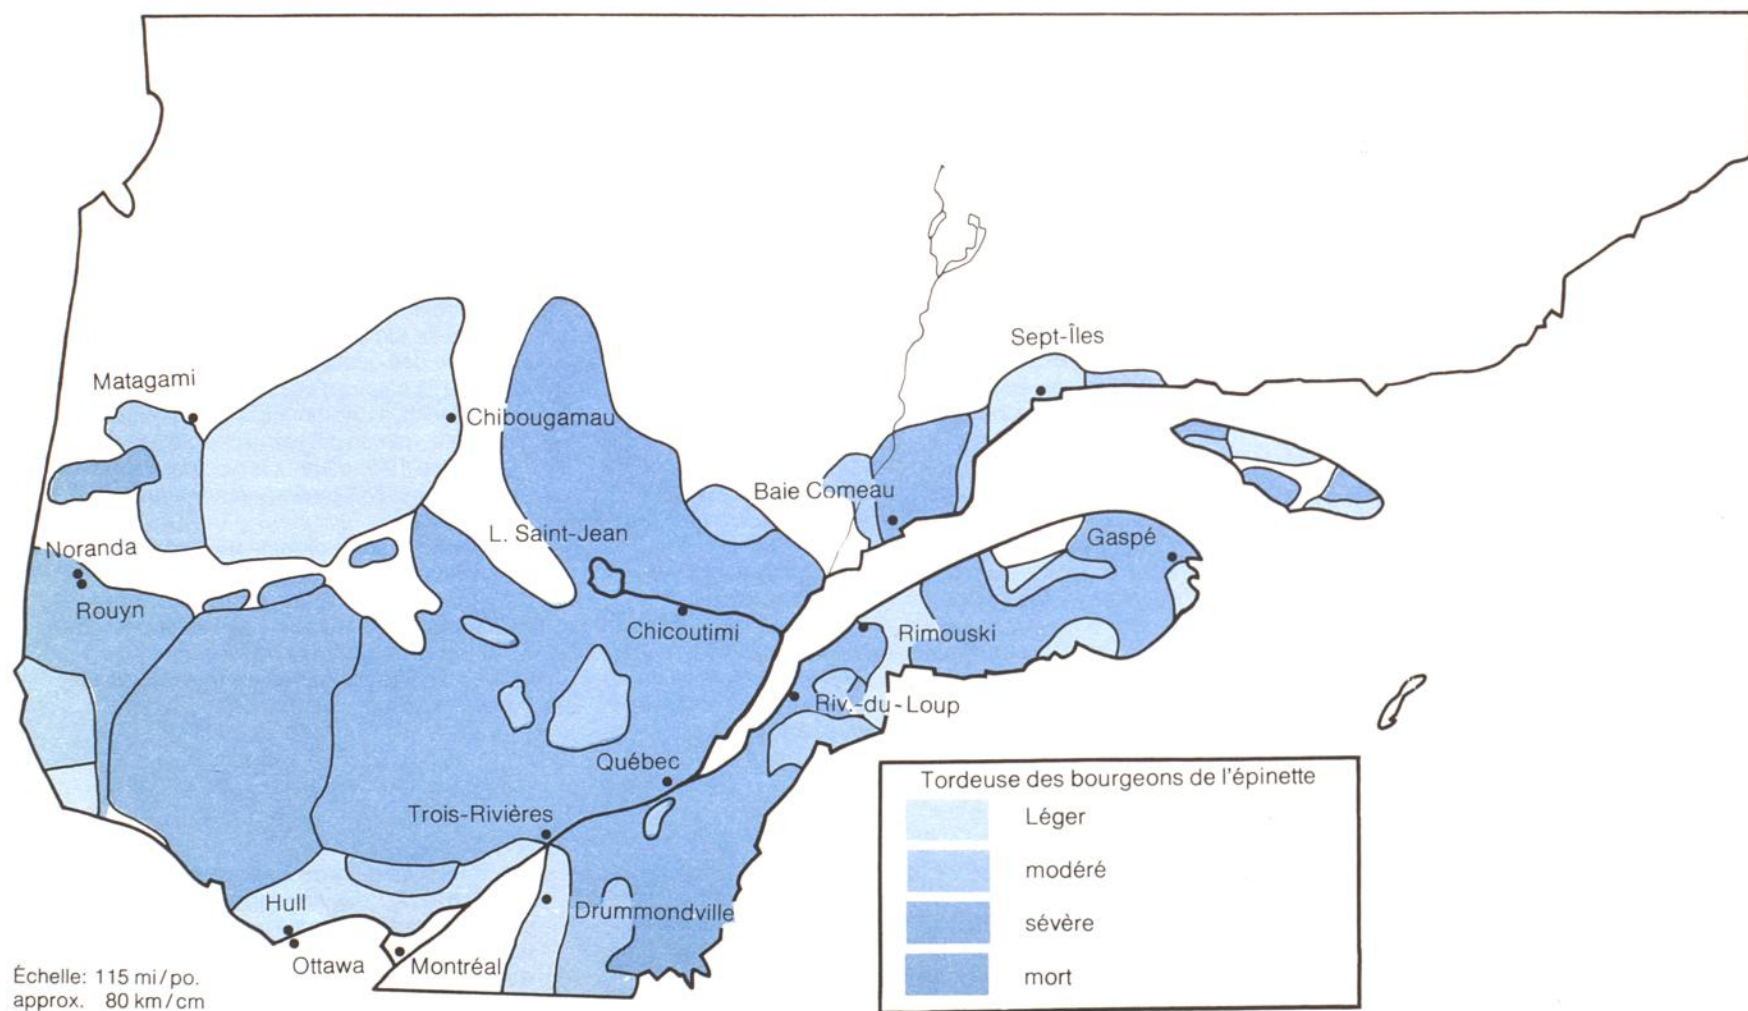 Sept-Îles
Matagami
Chibougamau
Baie Comeau
L. Saint-Jean
Gaspé
Noranda
Rouyn
Chicoutimi
Rimouski
Riv.-du-Loup
Québec
Trois-Rivières
Hull
Drummondville
Ottawa
Montréal
Échelle: 115 mi/po.
approx. 80 km/cm
Tordeuse des bourgeons de l'épinette
Léger
modéré
sévère
mort